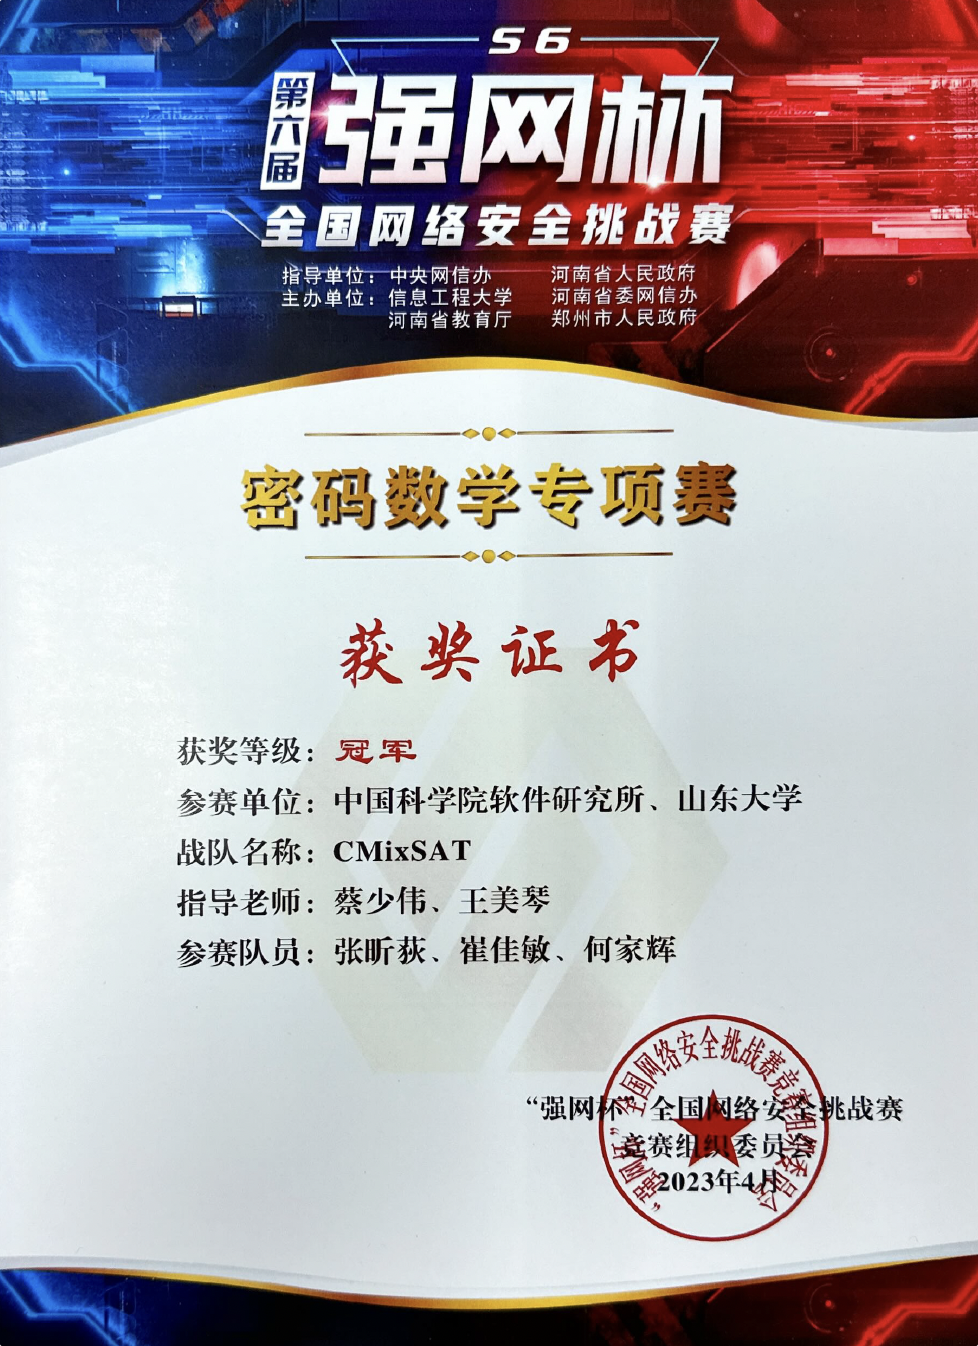 S6
第六届
强网杯
全国网络安全挑战赛
指导单位：中央网信办 河南省人民政府
主办单位：信息工程大学 河南省委网信办
河南省教育厅 郑州市人民政府
密码数学专项赛
获奖证书
获奖等级：冠军
参赛单位：中国科学院软件研究所、山东大学
战队名称：CMixSAT
指导老师：蔡少伟、王美琴
参赛队员：张昕荻、崔佳敏、何家辉
“强网杯”全国网络安全挑战赛
竞赛组织委员会
2023年4月
“强网杯”全国网络安全挑战赛竞赛组织委员会